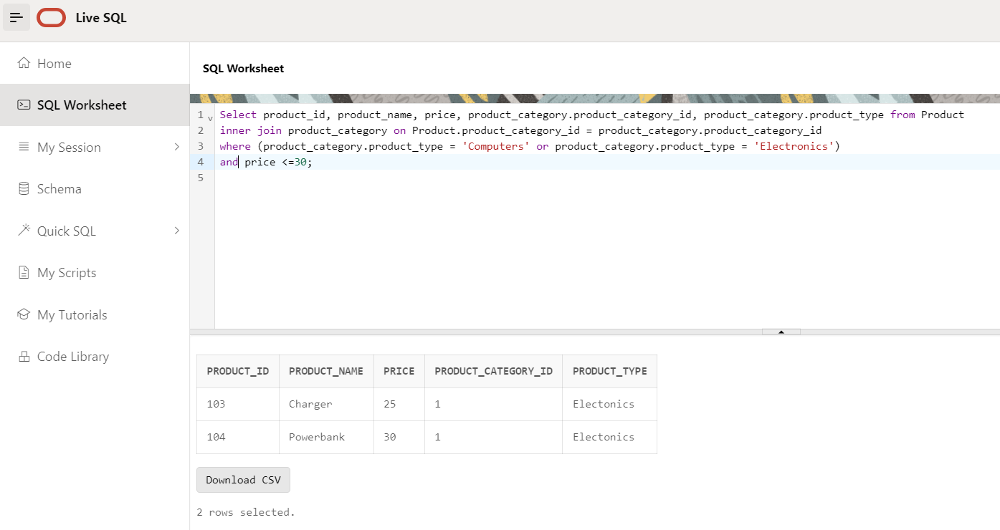 Live SQL
Home
SQL Worksheet
My Session
Schema
Quick SQL
My Scripts
My Tutorials
Code Library
SQL Worksheet
1 Select product_id, product_name, price, product_category.product_category_id, product_category.product_type from Product
2 inner join product_category on Product.product_category_id = product_category.product_category_id
3 where (product_category.product_type = 'Computers' or product_category.product_type = 'Electronics')
4 and price <=30;
5
PRODUCT_ID PRODUCT_NAME PRICE PRODUCT_CATEGORY_ID PRODUCT_TYPE
103 Charger 25 1 Electonics
104 Powerbank 30 1 Electonics
Download CSV
2 rows selected.